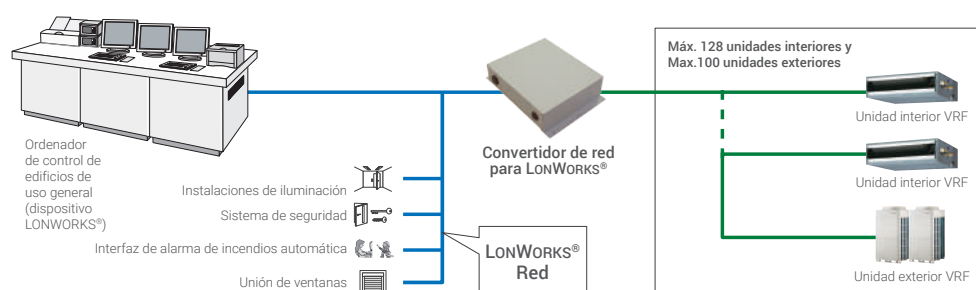 Máx. 128 unidades interiores y
Max.100 unidades exteriores
Unidad interior VRF
Convertidor de red
para LONWORKS®
Ordenador
de control de
edificios de
uso general
(dispositivo
LONWORKS®)
Unidad interior VRF
Instalaciones de iluminación
Sistema de seguridad
Interfaz de alarma de incendios automática
Unión de ventanas
LONWORKS®
Red
Unidad exterior VRF